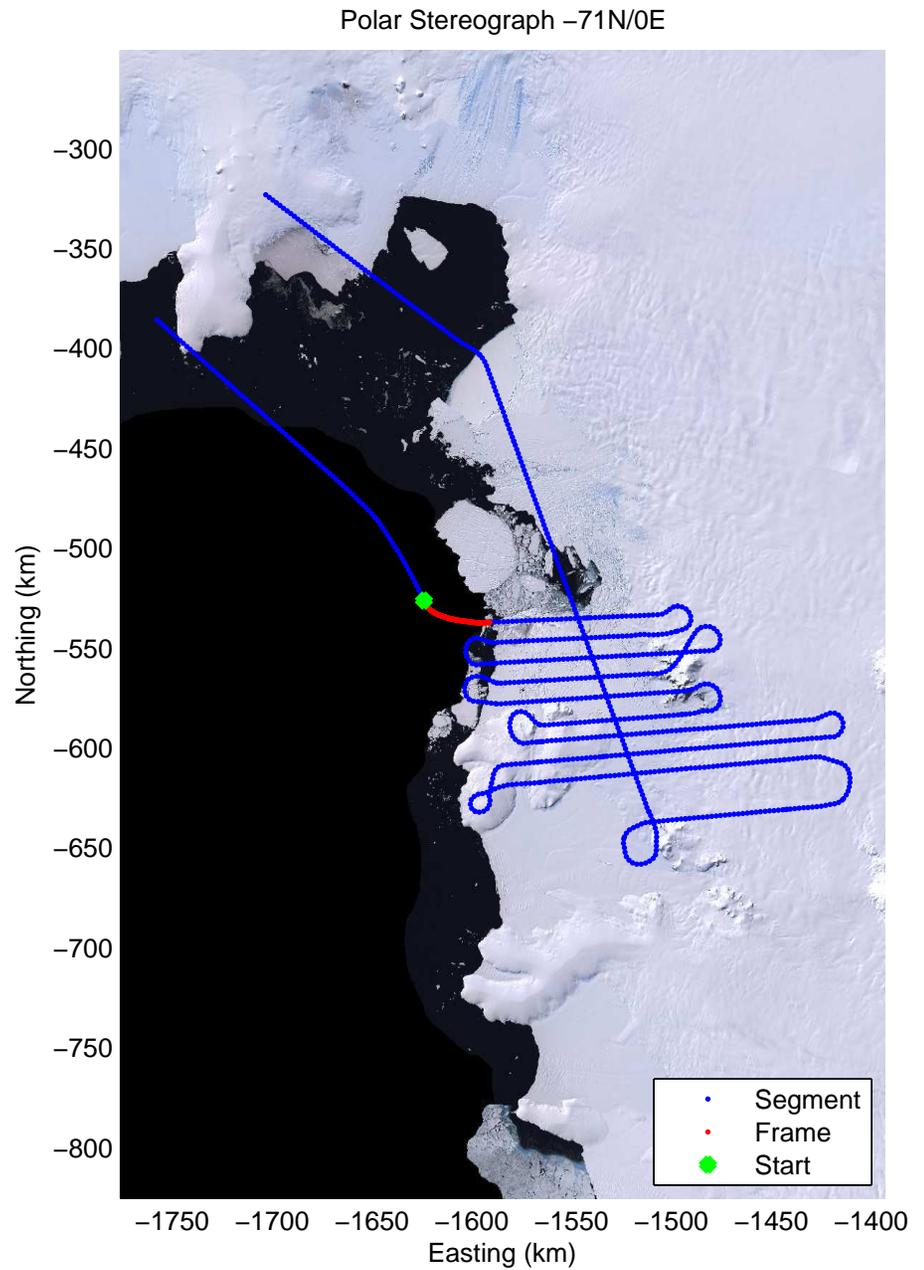 Polar Stereograph −71N/0E
Northing (km)
−300
−350
−400
−450
−500
−550
−600
−650
−700
−750
−800
Segment
Frame
Start
−1750 −1700 −1650 −1600 −1550 −1500 −1450 −1400
Easting (km)